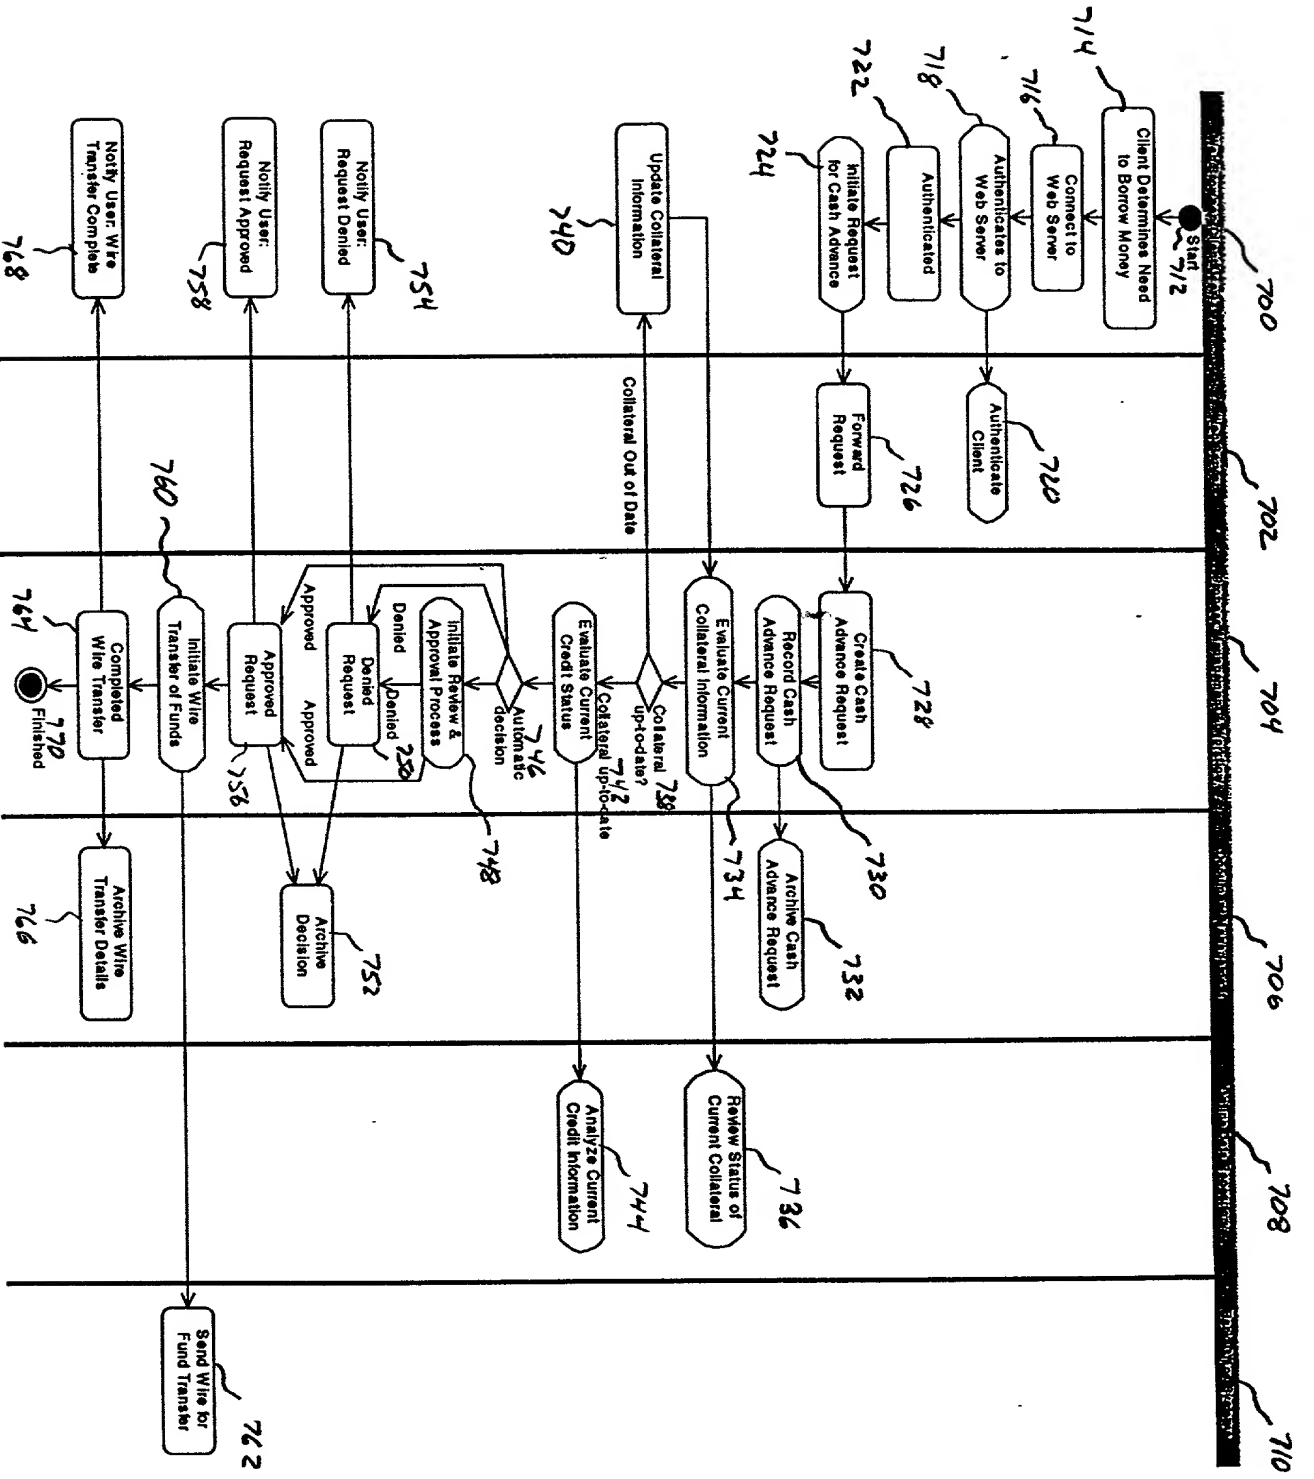 700
702
704
706
708
710
Start
712
714
Client Determines Need
to Borrow Money
716
Connect to
Web Server
718
Authenticates to
Web Server
720
Authenticate
Client
722
Authenticated
724
Initiate Request
for Cash Advance
726
Forward
Request
728
Create Cash
Advance Request
730
Record Cash
Advance Request
732
Archive Cash
Advance Request
734
Evaluate Current
Collateral Information
736
Review Status of
Current Collateral
738
Collateral
up-to-date?
Collateral Out of Date
740
Update Collateral
Information
Collateral up-to-date
742
Evaluate Current
Credit Status
744
Analyze Current
Credit Information
746
Automatic
decision
748
Initiate Review &
Approval Process
Denied
Denied
750
Denied
Request
752
Archive
Decision
754
Notify User:
Request Denied
Approved
Approved
756
Approved
Request
758
Notify User:
Request Approved
760
Initiate Wire
Transfer of Funds
762
Send Wire for
Fund Transfer
764
Completed
Wire Transfer
766
Archive Wire
Transfer Details
768
Notify User: Wire
Transfer Complete
770
Finished